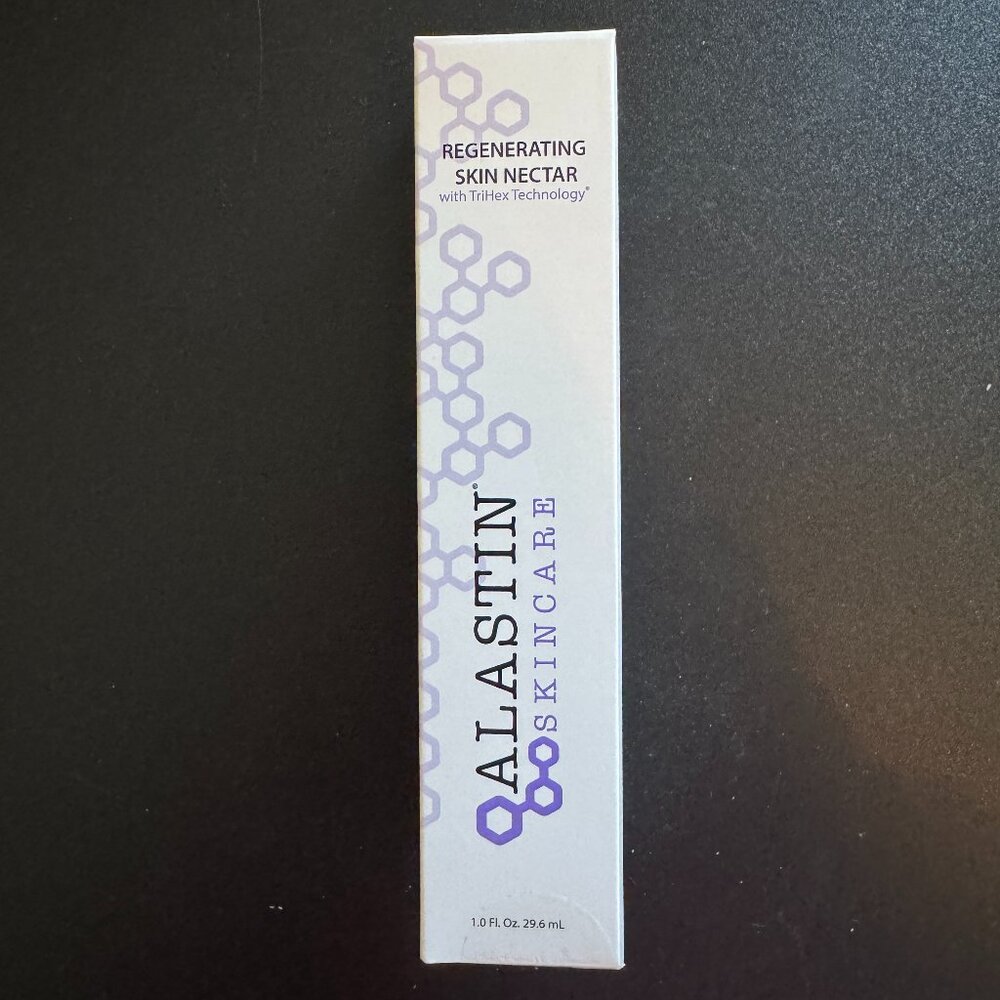 REGENERATING
SKIN NECTAR
with TriHex Technology®
ALASTIN®
SKINCARE
1.0 Fl. Oz. 29.6 mL